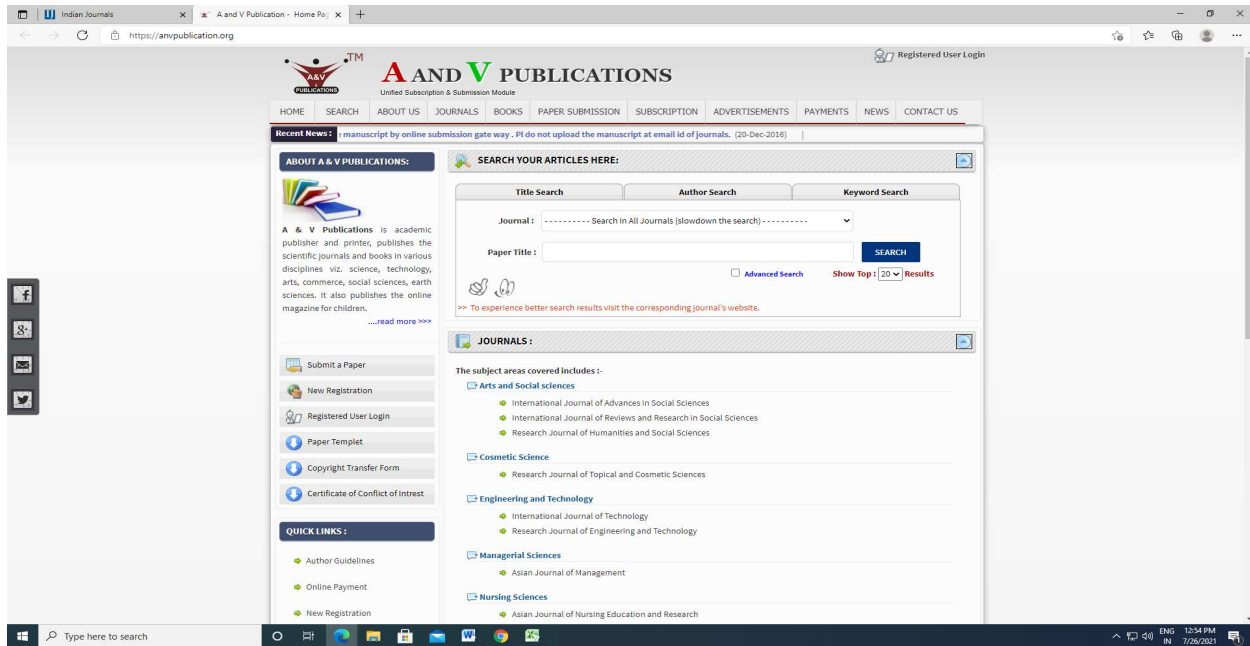 Indian Journals
A and V Publication - Home Pag
https://anvpublication.org
TM
A&V
PUBLICATIONS
A AND V PUBLICATIONS
Unified Subscription & Submission Module
Registered User Login
HOME SEARCH ABOUT US JOURNALS BOOKS PAPER SUBMISSION SUBSCRIPTION ADVERTISEMENTS PAYMENTS NEWS CONTACT US
Recent News : manuscript by online submission gate way . Pl do not upload the manuscript at email id of journals. (20-Dec-2016) |
ABOUT A & V PUBLICATIONS:
A & V Publications is academic
publisher and printer, publishes the
scientific journals and books in various
disciplines viz. science, technology,
arts, commerce, social sciences, earth
sciences. It also publishes the online
magazine for children.
....read more >>>
Submit a Paper
New Registration
Registered User Login
Paper Templet
Copyright Transfer Form
Certificate of Conflict of Intrest
QUICK LINKS :
Author Guidelines
Online Payment
New Registration
SEARCH YOUR ARTICLES HERE:
Title Search Author Search Keyword Search
Journal : - - - - - - - - - - Search In All Journals (slowdown the search) - - - - - - - - - -
Paper Title : SEARCH
Advanced Search Show Top : 20 Results
>> To experience better search results visit the corresponding journal's website.
JOURNALS :
The subject areas covered includes :-
Arts and Social sciences
International Journal of Advances in Social Sciences
International Journal of Reviews and Research in Social Sciences
Research Journal of Humanities and Social Sciences
Cosmetic Science
Research Journal of Topical and Cosmetic Sciences
Engineering and Technology
International Journal of Technology
Research Journal of Engineering and Technology
Managerial Sciences
Asian Journal of Management
Nursing Sciences
Asian Journal of Nursing Education and Research
Type here to search
ENG 12:54 PM
IN 7/26/2021